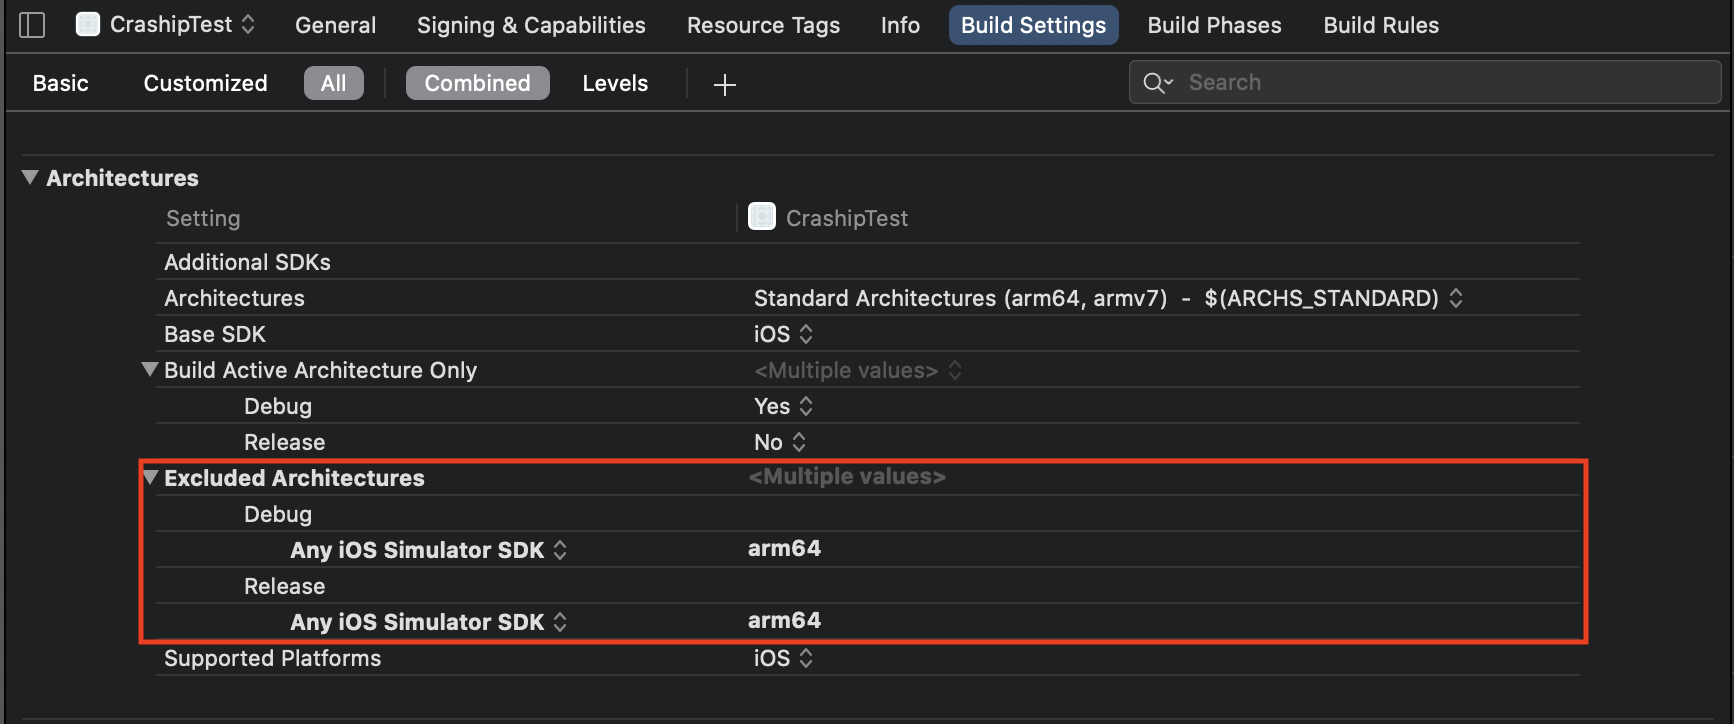 CrashipTest General Signing & Capabilities Resource Tags Info Build Settings Build Phases Build Rules
Basic Customized All Combined Levels + Search
Architectures
Setting CrashipTest
Additional SDKs
Architectures Standard Architectures (arm64, armv7) - $(ARCHS_STANDARD)
Base SDK iOS
Build Active Architecture Only <Multiple values>
Debug Yes
Release No
Excluded Architectures <Multiple values>
Debug
Any iOS Simulator SDK arm64
Release
Any iOS Simulator SDK arm64
Supported Platforms iOS